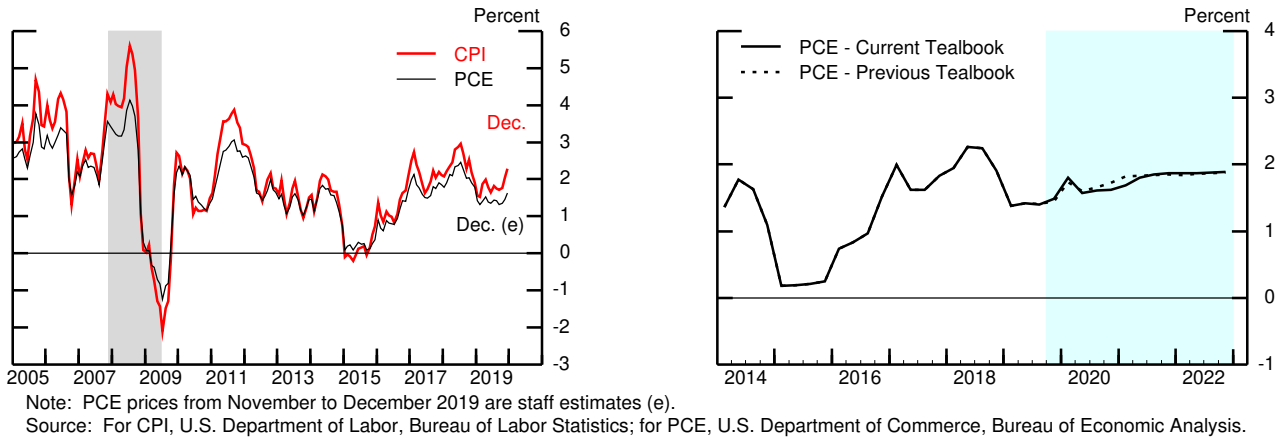 Percent
6
5
4
3
2
1
0
-1
-2
-3
CPI
PCE
Dec.
Dec. (e)
2005 2007 2009 2011 2013 2015 2017 2019
Percent
4
3
2
1
0
-1
PCE - Current Tealbook
PCE - Previous Tealbook
2014 2016 2018 2020 2022
Note: PCE prices from November to December 2019 are staff estimates (e).
Source: For CPI, U.S. Department of Labor, Bureau of Labor Statistics; for PCE, U.S. Department of Commerce, Bureau of Economic Analysis.